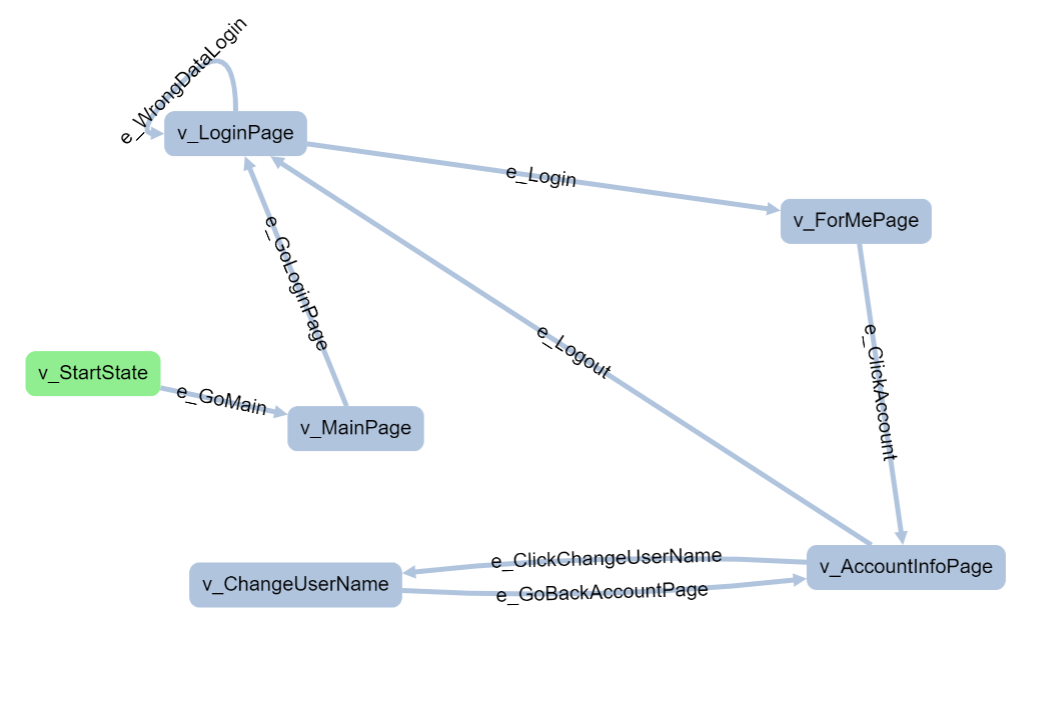 e_WrongDataLogin
v_LoginPage
e_Login
v_ForMePage
e_GoLoginPage
e_Logout
e_ClickAccount
v_StartState
e_GoMain
v_MainPage
e_ClickChangeUserName
v_AccountInfoPage
v_ChangeUserName
e_GoBackAccountPage